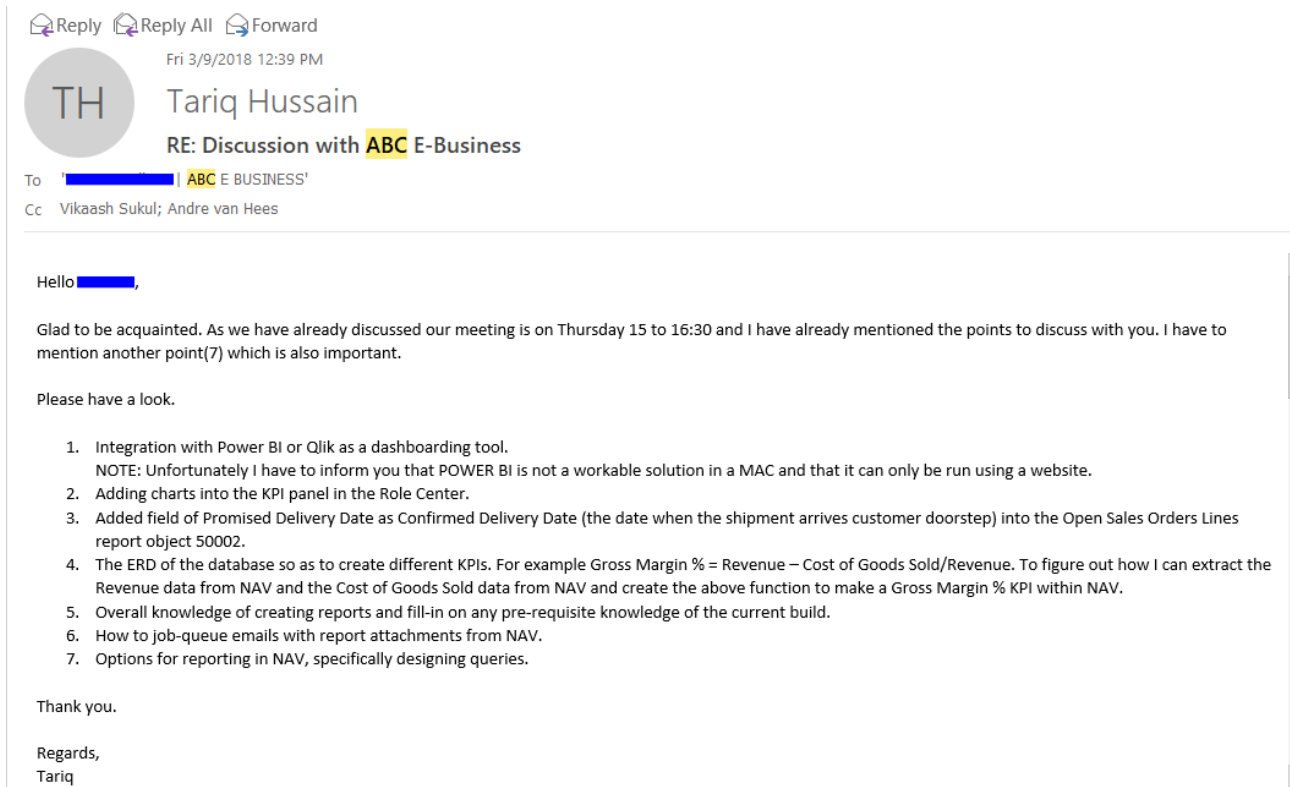 Reply Reply All Forward
Fri 3/9/2018 12:39 PM
TH
Tariq Hussain
RE: Discussion with ABC E-Business
To ' | ABC E BUSINESS'
Cc Vikaash Sukul; Andre van Hees
Hello ,
Glad to be acquainted. As we have already discussed our meeting is on Thursday 15 to 16:30 and I have already mentioned the points to discuss with you. I have to
mention another point(7) which is also important.
Please have a look.
1. Integration with Power BI or Qlik as a dashboarding tool.
NOTE: Unfortunately I have to inform you that POWER BI is not a workable solution in a MAC and that it can only be run using a website.
2. Adding charts into the KPI panel in the Role Center.
3. Added field of Promised Delivery Date as Confirmed Delivery Date (the date when the shipment arrives customer doorstep) into the Open Sales Orders Lines
report object 50002.
4. The ERD of the database so as to create different KPIs. For example Gross Margin % = Revenue – Cost of Goods Sold/Revenue. To figure out how I can extract the
Revenue data from NAV and the Cost of Goods Sold data from NAV and create the above function to make a Gross Margin % KPI within NAV.
5. Overall knowledge of creating reports and fill-in on any pre-requisite knowledge of the current build.
6. How to job-queue emails with report attachments from NAV.
7. Options for reporting in NAV, specifically designing queries.
Thank you.
Regards,
Tariq